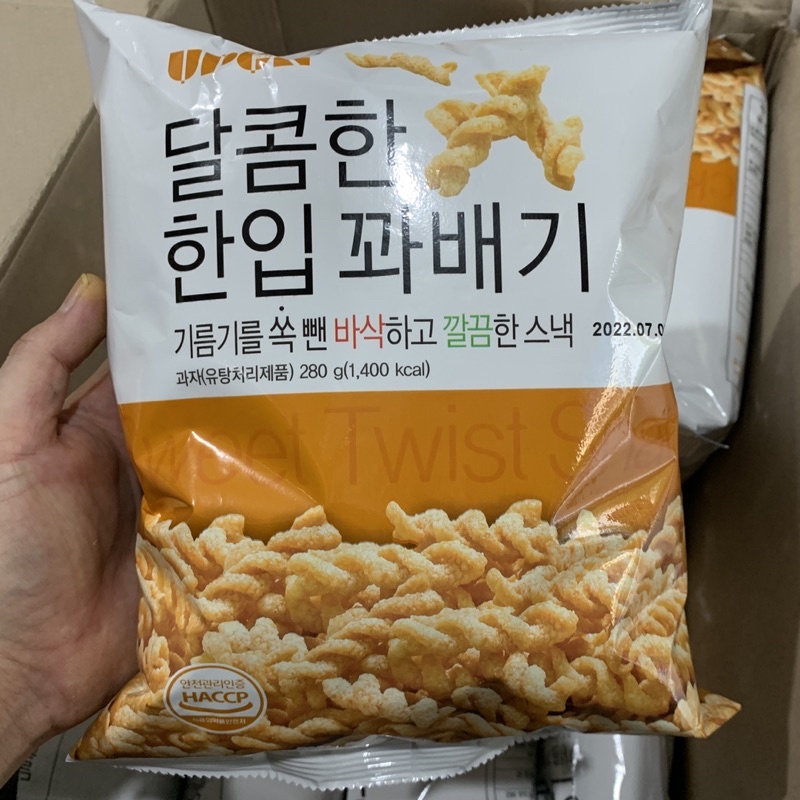 달콤한
한입 꽈배기
기름기를 쏙 뺀 바삭하고 깔끔한 스낵
2022.07.0
과자(유탕처리제품) 280 g(1,400 kcal)
Sweet Twist
안전관리인증
HACCP